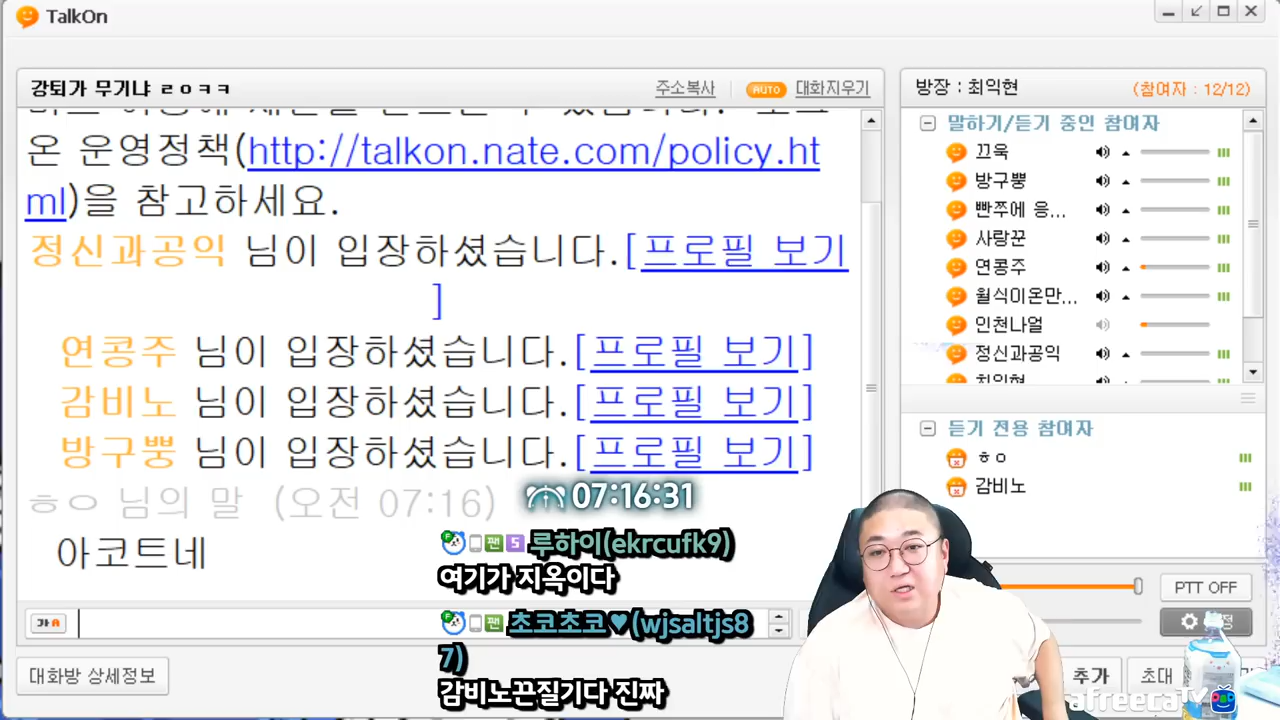 TalkOn
강퇴가 무기냐 ㄹㅇㅋㅋ
주소복사
AUTO
대화지우기
온 운영정책(http://talkon.nate.com/policy.ht
ml)을 참고하세요.
정신과공익 님이 입장하셨습니다.[프로필 보기
]
연콩주 님이 입장하셨습니다.[프로필 보기]
감비노 님이 입장하셨습니다.[프로필 보기]
방구뿡 님이 입장하셨습니다.[프로필 보기]
ㅎㅇ 님의 말 (오전 07:16)
아코트네
07:16:31
F 팬 5 루하이(ekrcufk9)
여기가 지옥이다
F 팬 초코초코♥(wjsaltjs8
7)
감비노끈질기다 진짜
가
대화방 상세정보
방장 : 최익현
(참여자 : 12/12)
말하기/듣기 중인 참여자
끄욱
방구뿡
빤쭈에 응...
사랑꾼
연콩주
월식이온만...
인천나얼
정신과공익
최익현
듣기 전용 참여자
ㅎㅇ
감비노
PTT OFF
추가
초대
afreecaTV